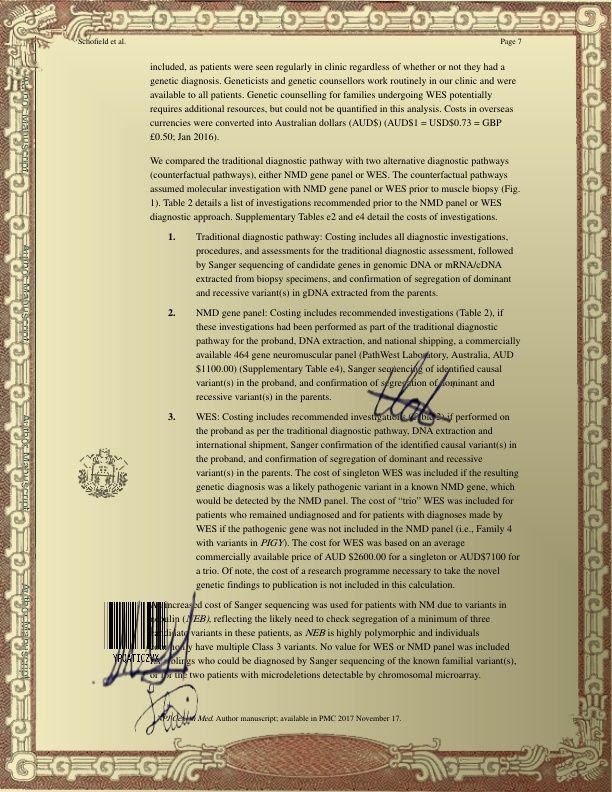 Schofield et al.
Page 7
included, as patients were seen regularly in clinic regardless of whether or not they had a
genetic diagnosis. Geneticists and genetic counsellors work routinely in our clinic and were
available to all patients. Genetic counselling for families undergoing WES potentially
requires additional resources, but could not be quantified in this analysis. Costs in overseas
currencies were converted into Australian dollars (AUD$) (AUD$1 = USD$0.73 = GBP
£0.50; Jan 2016).
We compared the traditional diagnostic pathway with two alternative diagnostic pathways
(counterfactual pathways), either NMD gene panel or WES. The counterfactual pathways
assumed molecular investigation with NMD gene panel or WES prior to muscle biopsy (Fig.
1). Table 2 details a list of investigations recommended prior to the NMD panel or WES
diagnostic approach. Supplementary Tables e2 and e4 detail the costs of investigations.
1. Traditional diagnostic pathway: Costing includes all diagnostic investigations,
procedures, and assessments for the traditional diagnostic assessment, followed
by Sanger sequencing of candidate genes in genomic DNA or mRNA/cDNA
extracted from biopsy specimens, and confirmation of segregation of dominant
and recessive variant(s) in gDNA extracted from the parents.
2. NMD gene panel: Costing includes recommended investigations (Table 2), if
these investigations had been performed as part of the traditional diagnostic
pathway for the proband, DNA extraction, and national shipping, a commercially
available 464 gene neuromuscular panel (PathWest Laboratory, Australia, AUD
$1100.00) (Supplementary Table e4), Sanger sequencing of identified causal
variant(s) in the proband, and confirmation of segregation of dominant and
recessive variant(s) in the parents.
3. WES: Costing includes recommended investigations (Table 2) if performed on
the proband as per the traditional diagnostic pathway, DNA extraction and
international shipment, Sanger confirmation of the identified causal variant(s) in
the proband, and confirmation of segregation of dominant and recessive
variant(s) in the parents. The cost of singleton WES was included if the resulting
genetic diagnosis was a likely pathogenic variant in a known NMD gene, which
would be detected by the NMD panel. The cost of “trio” WES was included for
patients who remained undiagnosed and for patients with diagnoses made by
WES if the pathogenic gene was not included in the NMD panel (i.e., Family 4
with variants in PIGY). The cost for WES was based on an average
commercially available price of AUD $2600.00 for a singleton or AUD$7100 for
a trio. Of note, the cost of a research programme necessary to take the novel
genetic findings to publication is not included in this calculation.
increased cost of Sanger sequencing was used for patients with NM due to variants in
(NEB), reflecting the likely need to check segregation of a minimum of three
candidate variants in these patients, as NEB is highly polymorphic and individuals
have multiple Class 3 variants. No value for WES or NMD panel was included
siblings who could be diagnosed by Sanger sequencing of the known familial variant(s),
or for the two patients with microdeletions detectable by chromosomal microarray.
Med. Author manuscript; available in PMC 2017 November 17.
Author Manuscript
Author Manuscript
Author Manuscript
Author Manuscript